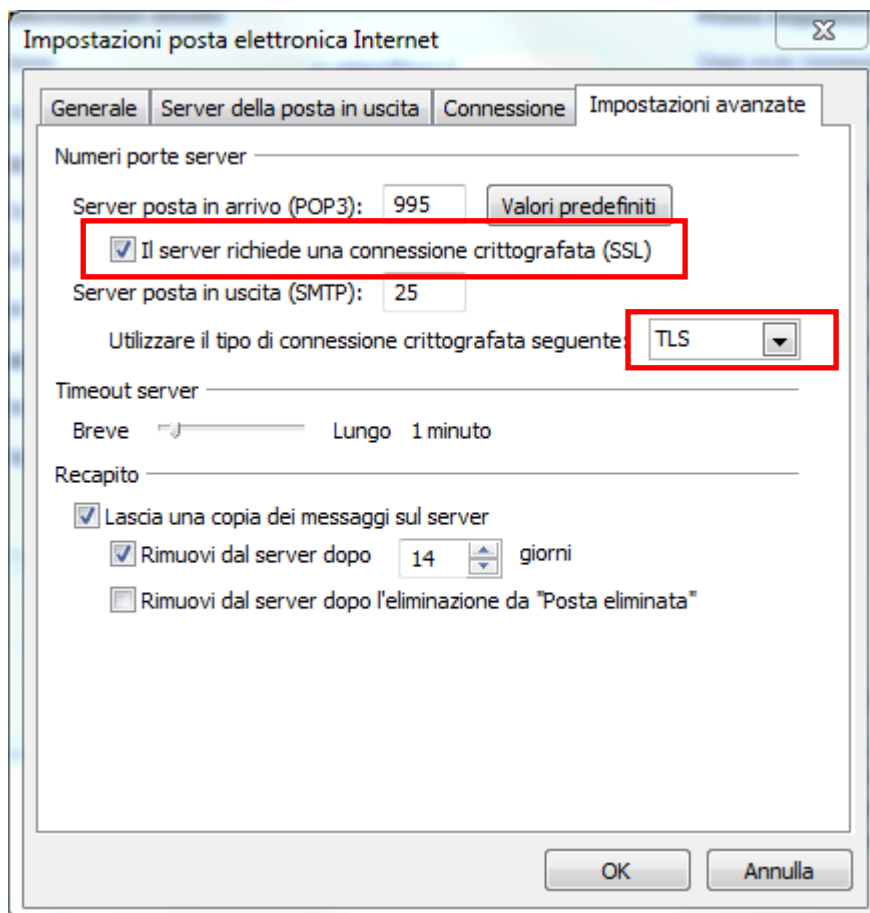 Impostazioni posta elettronica Internet
Generale
Server della posta in uscita
Connessione
Impostazioni avanzate
Numeri porte server
Server posta in arrivo (POP3): 995 Valori predefiniti
Il server richiede una connessione crittografata (SSL)
Server posta in uscita (SMTP): 25
Utilizzare il tipo di connessione crittografata seguente: TLS
Timeout server
Breve Lungo 1 minuto
Recapito
Lascia una copia dei messaggi sul server
Rimuovi dal server dopo 14 giorni
Rimuovi dal server dopo l'eliminazione da "Posta eliminata"
OK Annulla